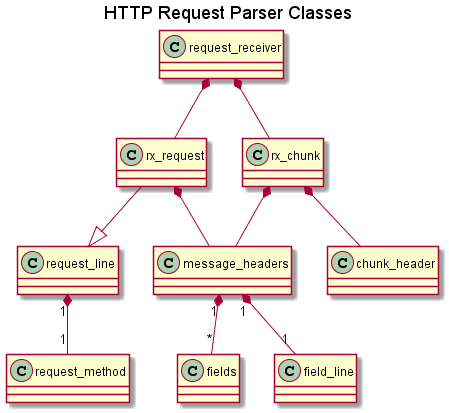 HTTP Request Parser Classes
C request_receiver
C rx_request
C rx_chunk
C request_line
C message_headers
C chunk_header
1
1
1
1
*
1
C request_method
C fields
C field_line